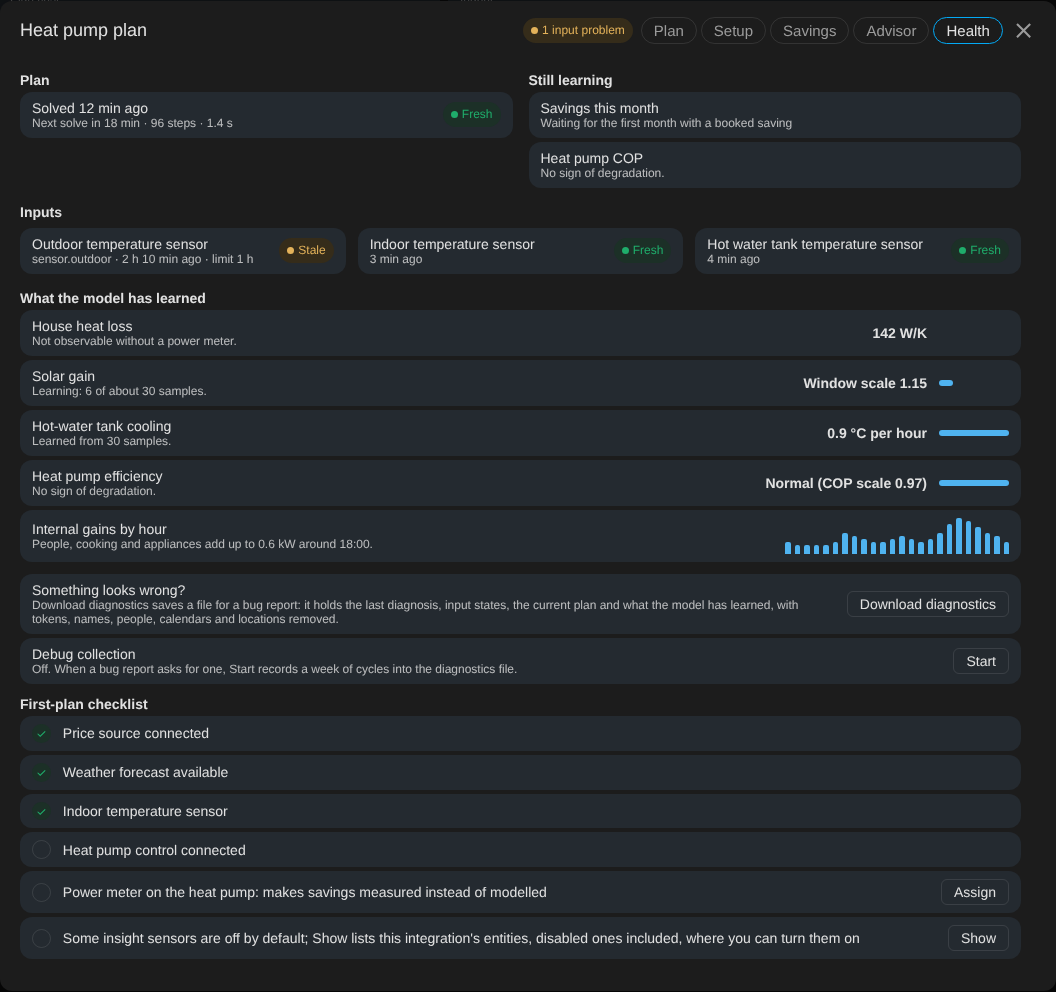 Heat pump plan
1 input problem
Plan
Setup
Savings
Advisor
Health
Plan
Solved 12 min ago
Next solve in 18 min · 96 steps · 1.4 s
Fresh
Still learning
Savings this month
Waiting for the first month with a booked saving
Heat pump COP
No sign of degradation.
Inputs
Outdoor temperature sensor
sensor.outdoor · 2 h 10 min ago · limit 1 h
Stale
Indoor temperature sensor
3 min ago
Fresh
Hot water tank temperature sensor
4 min ago
Fresh
What the model has learned
House heat loss
Not observable without a power meter.
142 W/K
Solar gain
Learning: 6 of about 30 samples.
Window scale 1.15
Hot-water tank cooling
Learned from 30 samples.
0.9 °C per hour
Heat pump efficiency
No sign of degradation.
Normal (COP scale 0.97)
Internal gains by hour
People, cooking and appliances add up to 0.6 kW around 18:00.
Something looks wrong?
Download diagnostics saves a file for a bug report: it holds the last diagnosis, input states, the current plan and what the model has learned, with
tokens, names, people, calendars and locations removed.
Download diagnostics
Debug collection
Off. When a bug report asks for one, Start records a week of cycles into the diagnostics file.
Start
First-plan checklist
Price source connected
Weather forecast available
Indoor temperature sensor
Heat pump control connected
Power meter on the heat pump: makes savings measured instead of modelled
Assign
Some insight sensors are off by default; Show lists this integration's entities, disabled ones included, where you can turn them on
Show